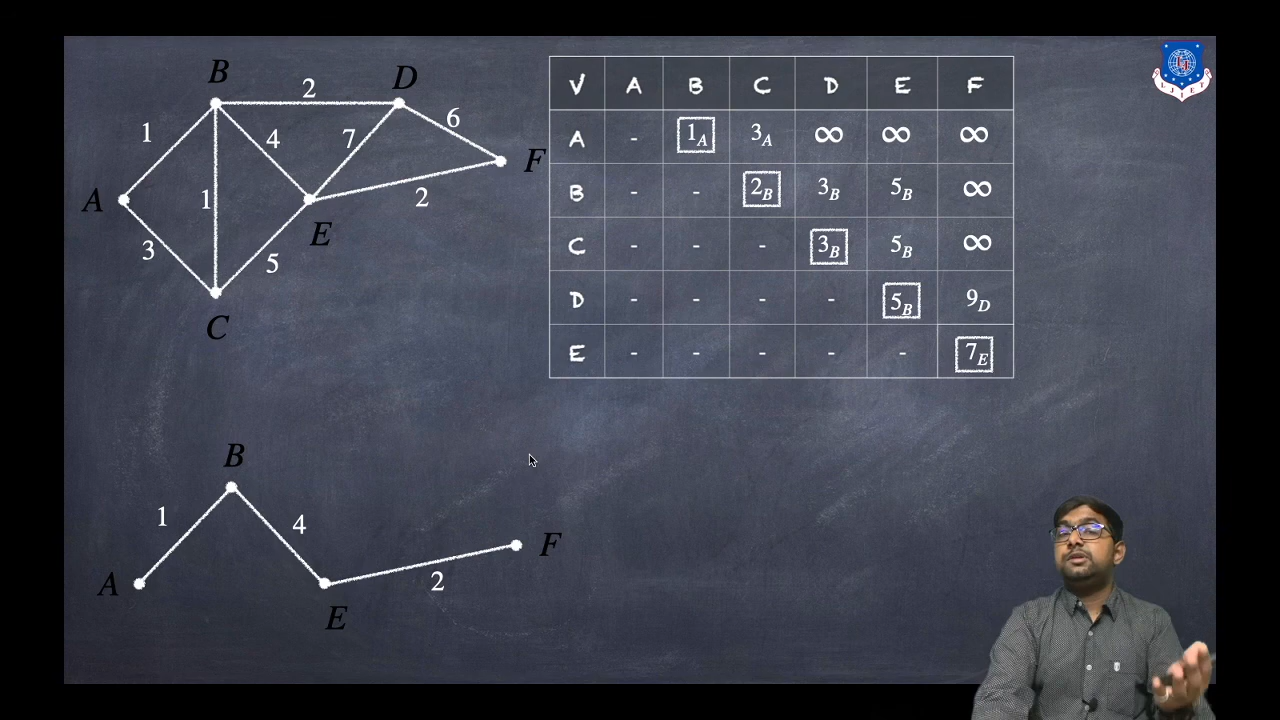 B
D
2
1
4
7
6
F
A
1
2
E
3
5
C
V A B C D E F
A - 1A 3A ∞ ∞ ∞
B - - 2B 3B 5B ∞
C - - - 3B 5B ∞
D - - - - 5B 9D
E - - - - - 7E
LJIET
B
1
4
F
A
2
E